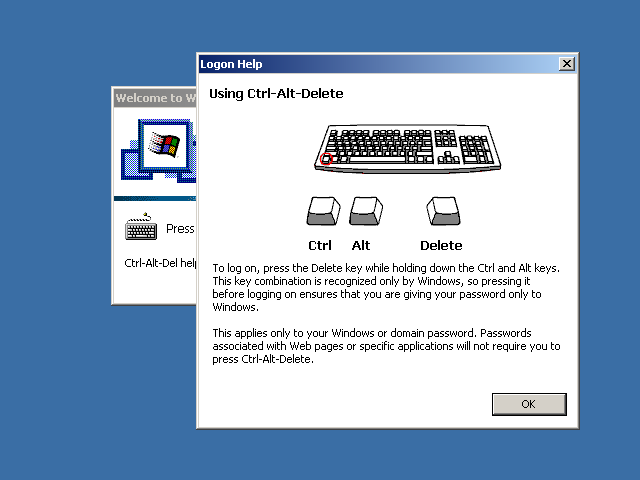 Logon Help
Welcome to W
Using Ctrl-Alt-Delete
Ctrl Alt Delete
Press
Ctrl-Alt-Del help
To log on, press the Delete key while holding down the Ctrl and Alt keys.
This key combination is recognized only by Windows, so pressing it
before logging on ensures that you are giving your password only to
Windows.
This applies only to your Windows or domain password. Passwords
associated with Web pages or specific applications will not require you to
press Ctrl-Alt-Delete.
OK